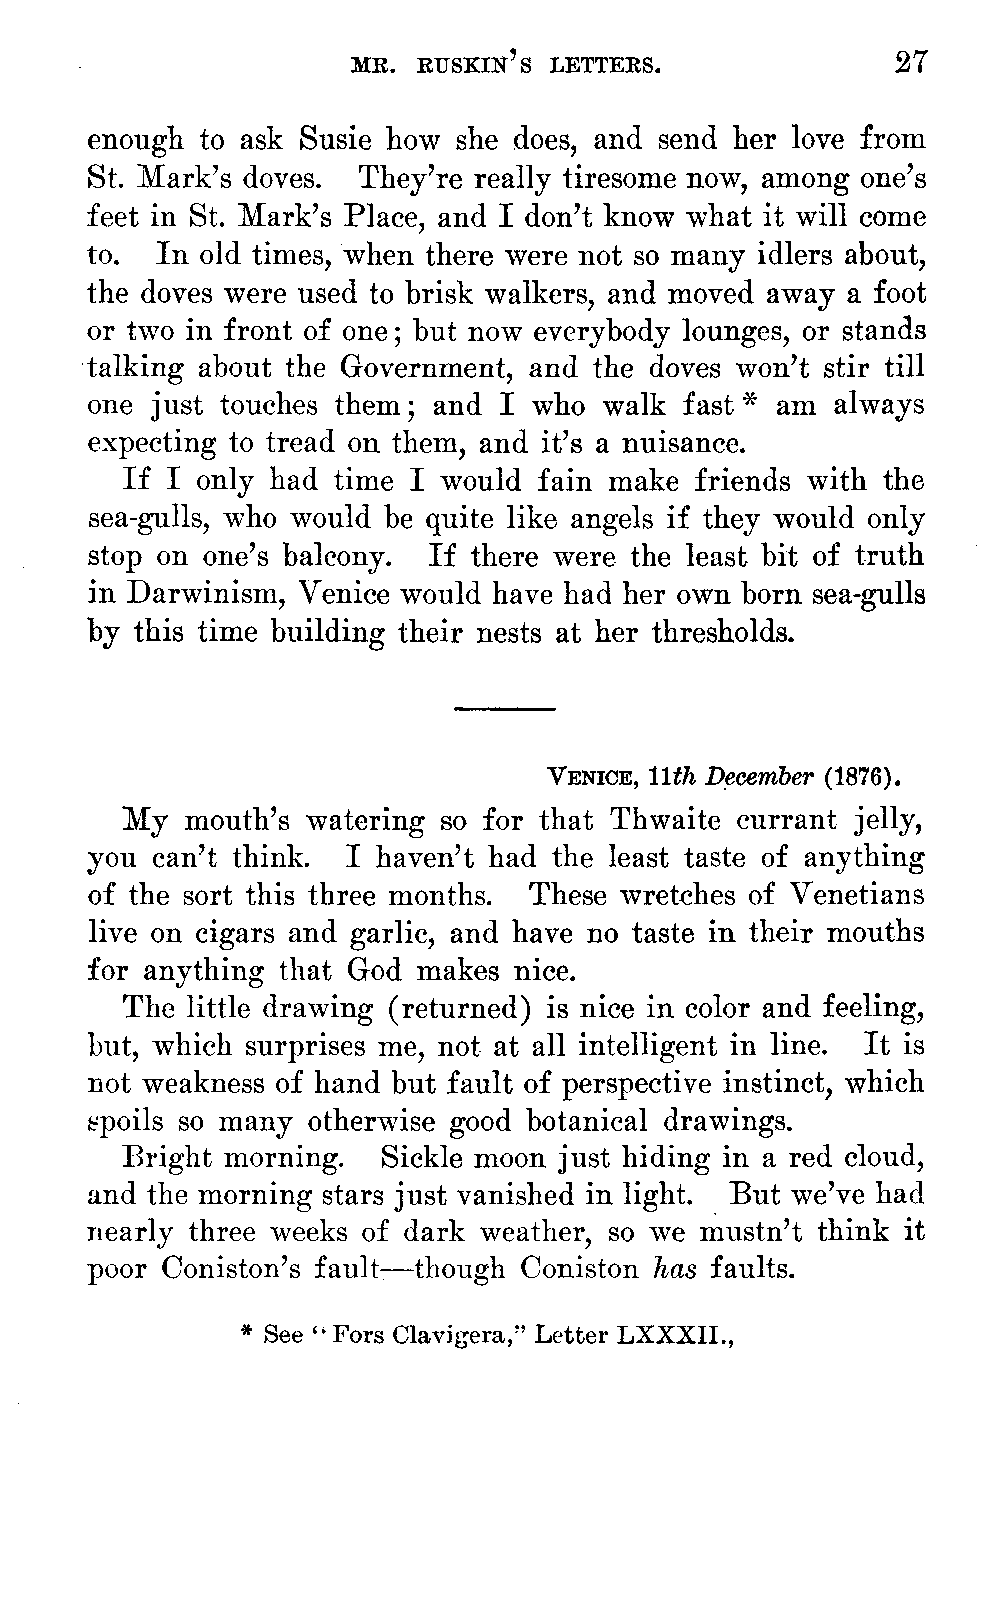 MR. RUSKIN'S LETTERS. 27
enough to ask Susie how she does, and send her love from
St. Mark's doves. They're really tiresome now, among one's
feet in St. Mark's Place, and I don't know what it will come
to. In old times, when there were not so many idlers about,
the doves were used to brisk walkers, and moved away a foot
or two in front of one; but now everybody lounges, or stands
talking about the Government, and the doves won't stir till
one just touches them; and I who walk fast* am always
expecting to tread on them, and it's a nuisance.
If I only had time I would fain make friends with the
sea-gulls, who would be quite like angels if they would only
stop on one's balcony. If there were the least bit of truth
in Darwinism, Venice would have had her own born sea-gulls
by this time building their nests at her thresholds.
VENICE, 11th December (1876).
My mouth's watering so for that Thwaite currant jelly,
you can't think. I haven't had the least taste of anything
of the sort this three months. These wretches of Venetians
live on cigars and garlic, and have no taste in their mouths
for anything that God makes nice.
The little drawing (returned) is nice in color and feeling,
but, which surprises me, not at all intelligent in line. It is
not weakness of hand but fault of perspective instinct, which
spoils so many otherwise good botanical drawings.
Bright morning. Sickle moon just hiding in a red cloud,
and the morning stars just vanished in light. But we've had
nearly three weeks of dark weather, so we mustn't think it
poor Coniston's fault—though Coniston has faults.
* See "Fors Clavigera," Letter LXXXII.,